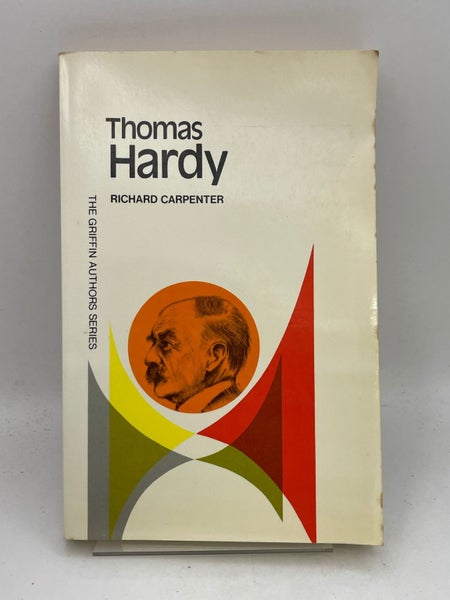 Thomas
Hardy
RICHARD CARPENTER
THE GRIFFIN AUTHORS SERIES